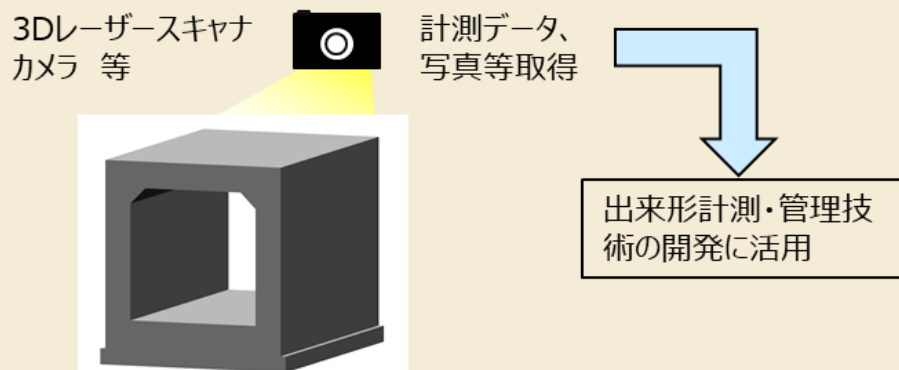 3Dレーザースキャナ
カメラ 等
計測データ、
写真等取得
出来形計測・管理技
術の開発に活用